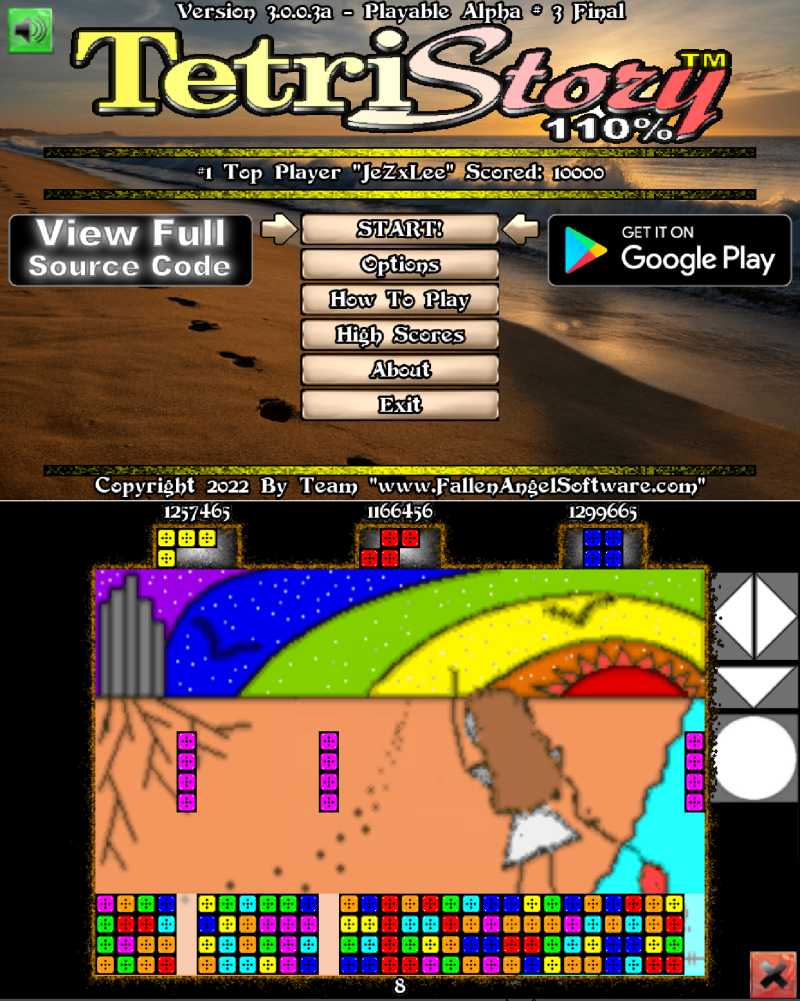 Version 3.0.0.3a - Playable Alpha # 3 Final
TetriStory™
110%
#1 Top Player "JeZxLee" Scored: 10000
View Full
Source Code
START!
GET IT ON
Google Play
Options
How To Play
High Scores
About
Exit
Copyright 2022 By Team "www.FallenAngelSoftware.com"
1257465 1166456 1299665
8